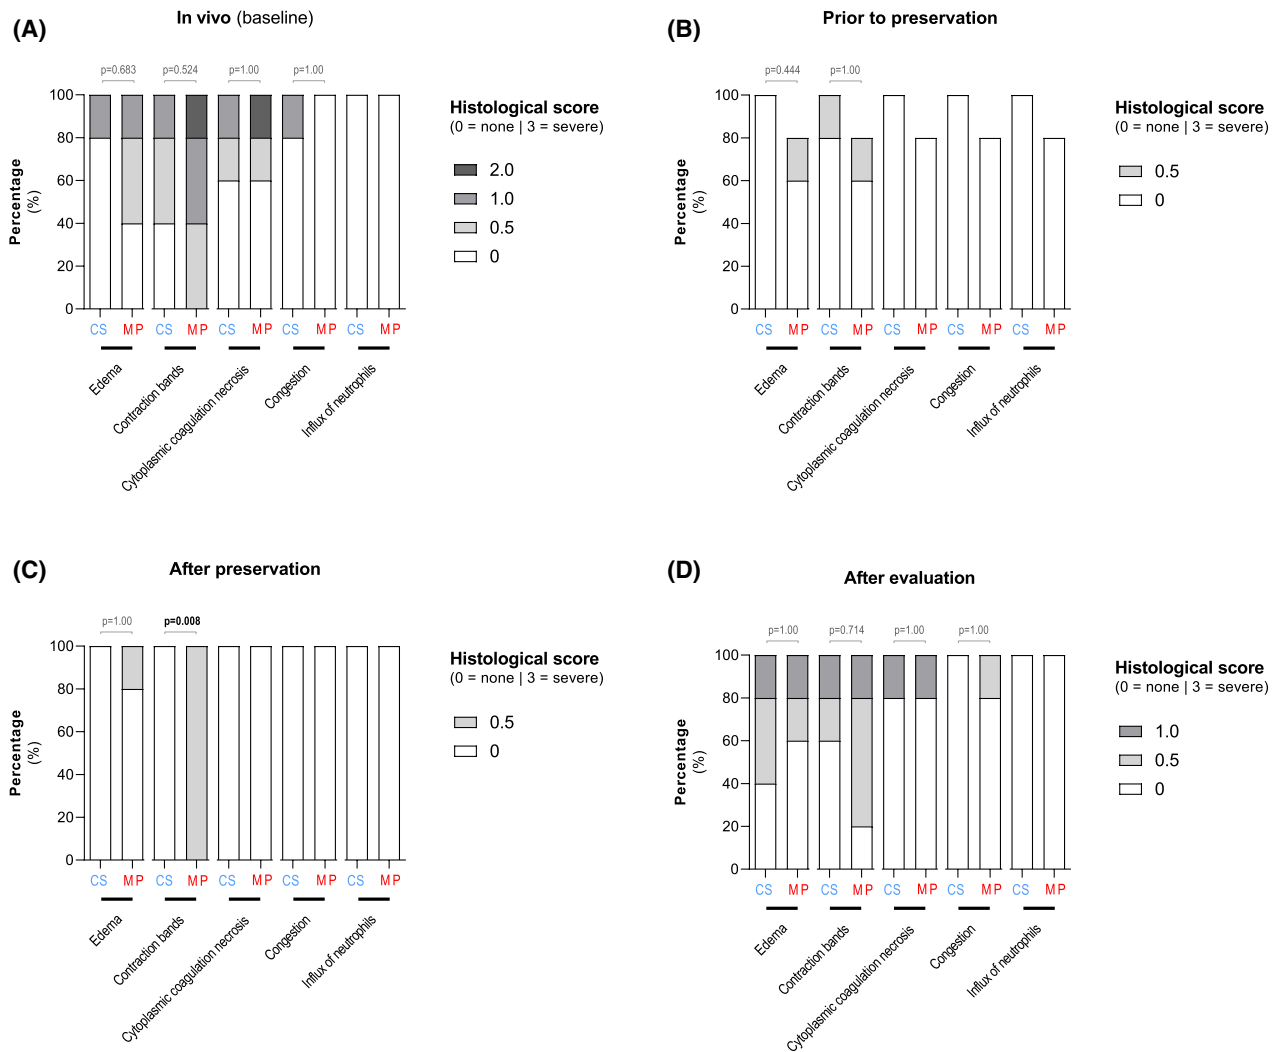 (A)
In vivo (baseline)
p=0.683
p=0.524
p=1.00
p=1.00
Percentage
(%)
100
80
60
40
20
0
CS MP CS MP CS MP CS MP CS MP
Edema
Contraction bands
Cytoplasmic coagulation necrosis
Congestion
Influx of neutrophils
Histological score
(0 = none | 3 = severe)
2.0
1.0
0.5
0
(B)
Prior to preservation
p=0.444
p=1.00
Percentage
(%)
100
80
60
40
20
0
CS MP CS MP CS MP CS MP CS MP
Edema
Contraction bands
Cytoplasmic coagulation necrosis
Congestion
Influx of neutrophils
Histological score
(0 = none | 3 = severe)
0.5
0
(C)
After preservation
p=1.00
p=0.008
Percentage
(%)
100
80
60
40
20
0
CS MP CS MP CS MP CS MP CS MP
Edema
Contraction bands
Cytoplasmic coagulation necrosis
Congestion
Influx of neutrophils
Histological score
(0 = none | 3 = severe)
0.5
0
(D)
After evaluation
p=1.00
p=0.714
p=1.00
p=1.00
Percentage
(%)
100
80
60
40
20
0
CS MP CS MP CS MP CS MP CS MP
Edema
Contraction bands
Cytoplasmic coagulation necrosis
Congestion
Influx of neutrophils
Histological score
(0 = none | 3 = severe)
1.0
0.5
0